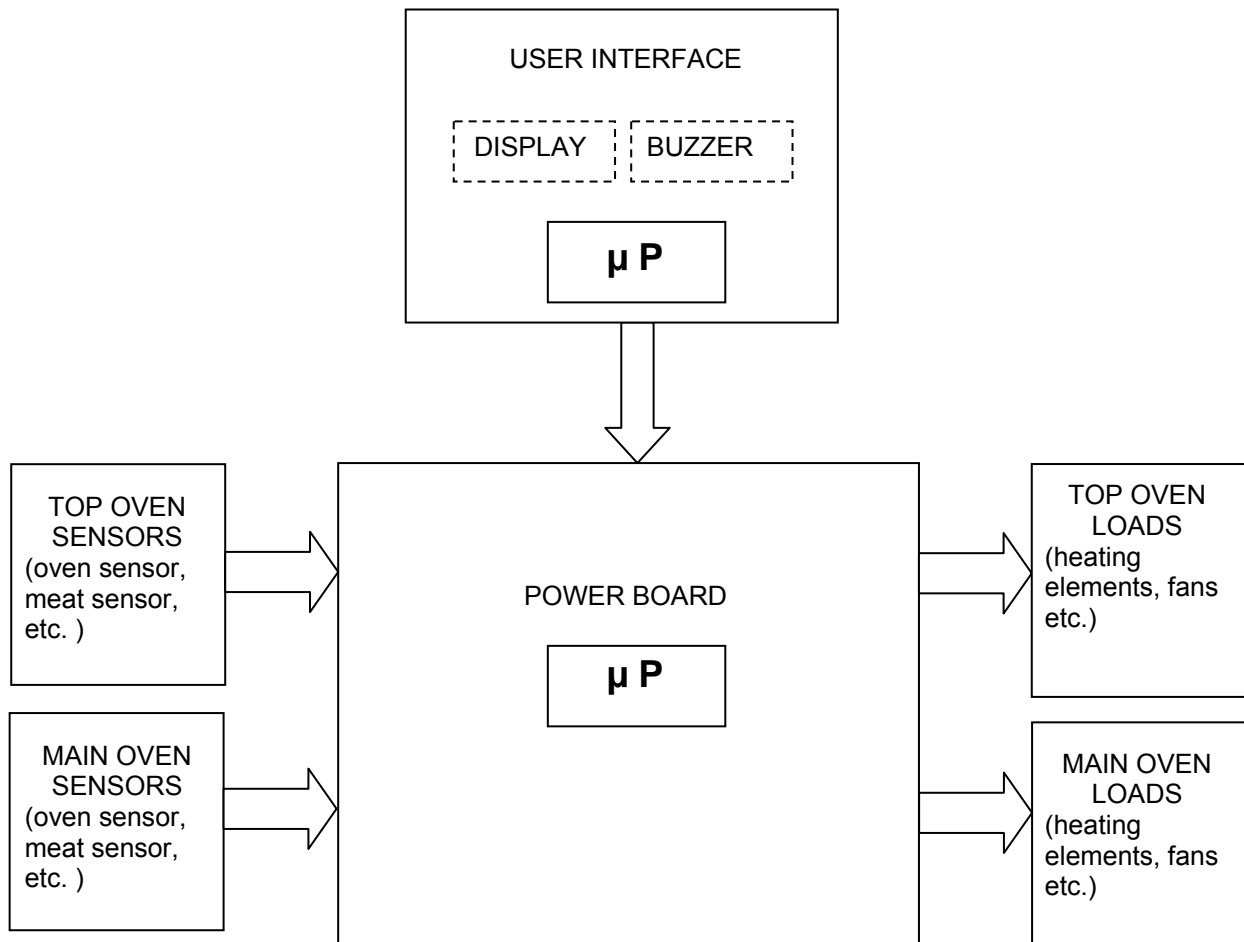 USER INTERFACE
DISPLAY
BUZZER
µ P
TOP OVEN
SENSORS
(oven sensor,
meat sensor,
etc. )
POWER BOARD
µ P
TOP OVEN
LOADS
(heating
elements, fans
etc.)
MAIN OVEN
SENSORS
(oven sensor,
meat sensor,
etc. )
MAIN OVEN
LOADS
(heating
elements, fans
etc.)